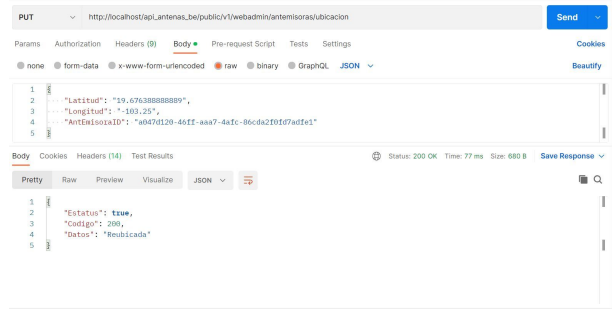 PUT http://localhost/api_antenas_be/public/v1/webadmin/antemisoras/ubicacion Send
Params Authorization Headers (9) Body Pre-request Script Tests Settings Cookies
none form-data x-www-form-urlencoded raw binary GraphQL JSON Beautify
1 {
2 "Latitud": "19.676388888889",
3 "Longitud": "-103.25",
4 "AntEmisoraID": "a047d120-46ff-aaa7-4afc-86cda2f0fd7adfe1"
5 }
Body Cookies Headers (14) Test Results Status: 200 OK Time: 77 ms Size: 680 B Save Response
Pretty Raw Preview Visualize JSON
1 {
2 "Estatus": true,
3 "Codigo": 200,
4 "Datos": "Reubicada"
5 }